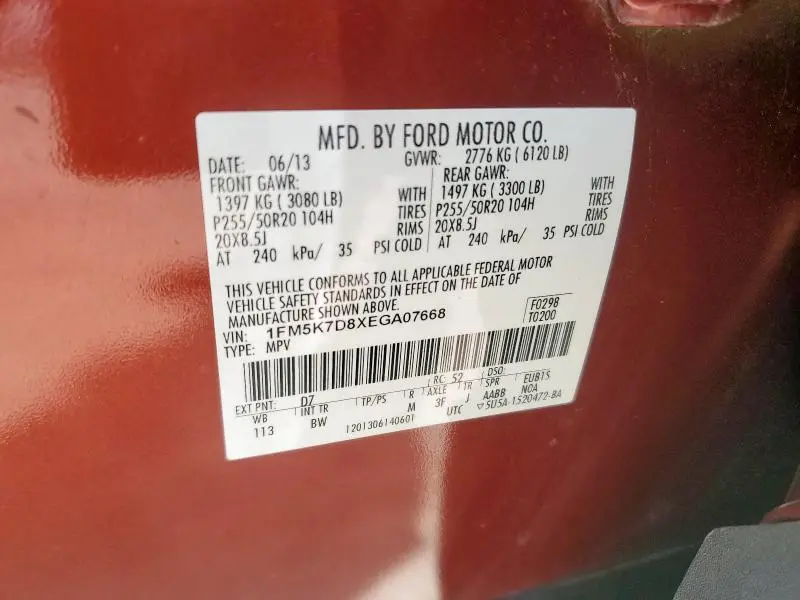 MFD. BY FORD MOTOR CO.
DATE: 06/13 GVWR: 2776 KG ( 6120 LB)
FRONT GAWR: REAR GAWR:
1397 KG ( 3080 LB) WITH 1497 KG ( 3300 LB) WITH
P255/50R20 104H TIRES P255/50R20 104H TIRES
20X8.5J RIMS 20X8.5J RIMS
AT 240 kPa/ 35 PSI COLD AT 240 kPa/ 35 PSI COLD
THIS VEHICLE CONFORMS TO ALL APPLICABLE FEDERAL MOTOR
VEHICLE SAFETY STANDARDS IN EFFECT ON THE DATE OF
MANUFACTURE SHOWN ABOVE.
VIN: 1FM5K7D8XEGA07668 F0298
TYPE: MPV T0200
EXT PNT: D7 RC: 52 DSO:
WB INT TR TP/PS R AXLE TR SPR EUB1S
113 BW M 3F J AABB NOA
1201306140601 UTC ▽5U5A-1520472-BA